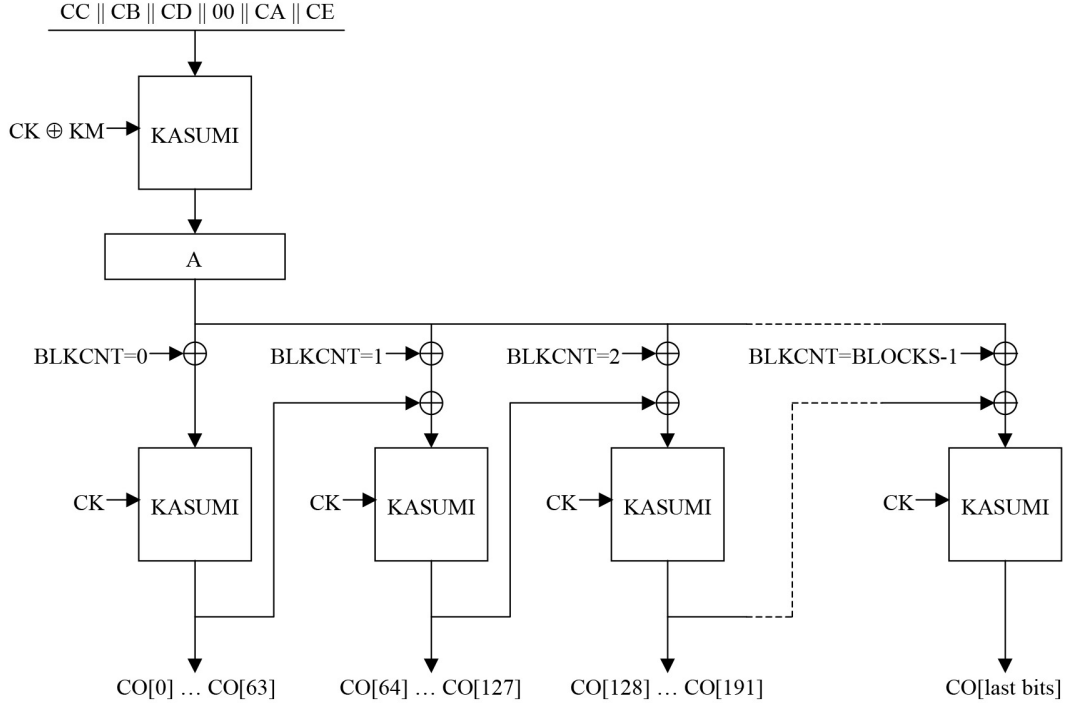 CC || CB || CD || 00 || CA || CE
CK ⊕ KM
KASUMI
A
BLKCNT=0
BLKCNT=1
BLKCNT=2
BLKCNT=BLOCKS-1
CK
KASUMI
CK
KASUMI
CK
KASUMI
CK
KASUMI
CO[0] … CO[63]
CO[64] … CO[127]
CO[128] … CO[191]
CO[last bits]